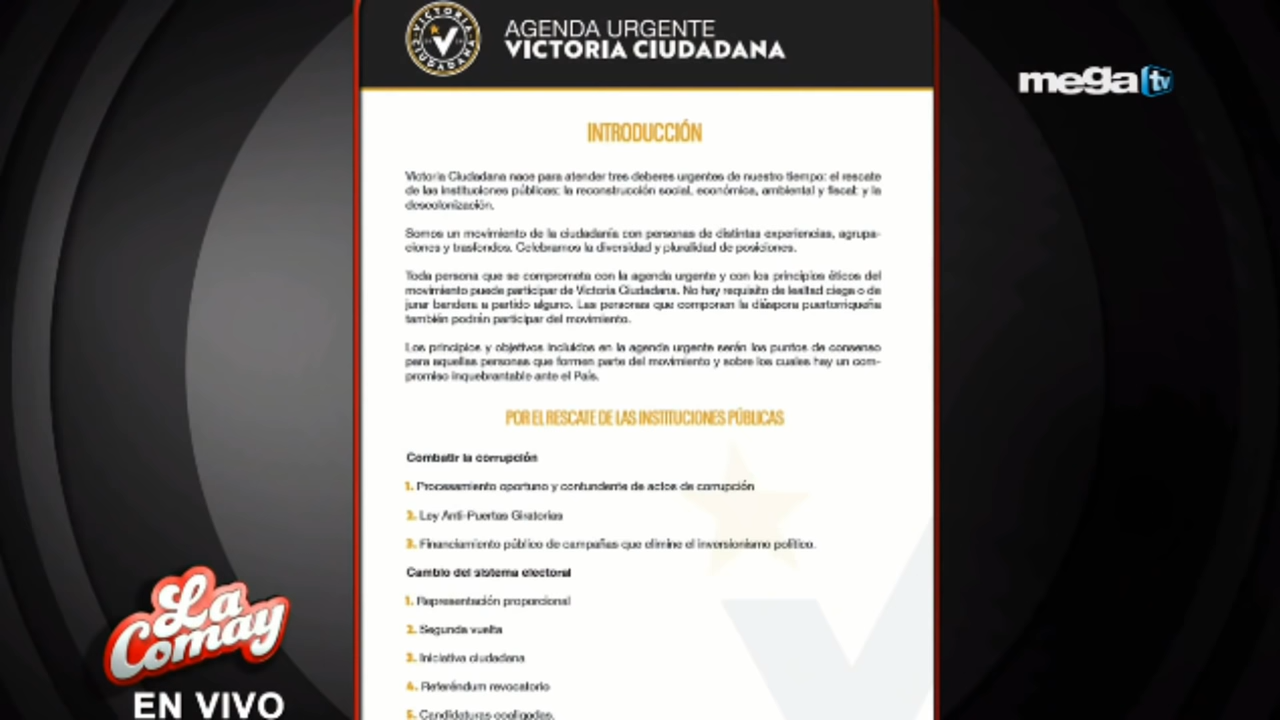 VICTORIA CIUDADANA
AGENDA URGENTE
VICTORIA CIUDADANA
mega tv
INTRODUCCIÓN
Victoria Ciudadana nace para atender tres deberes urgentes de nuestro tiempo: el rescate
de las instituciones públicas; la reconstrucción social, económica, ambiental y fiscal; y la
descolonización.
Somos un movimiento de la ciudadanía con personas de distintas experiencias, agrupa-
ciones y trasfondos. Celebramos la diversidad y pluralidad de posiciones.
Toda persona que se comprometa con la agenda urgente y con los principios éticos del
movimiento puede participar de Victoria Ciudadana. No hay requisito de lealtad ciega o de
jurar bandera a partido alguno. Las personas que componen la diáspora puertorriqueña
también podrán participar del movimiento.
Los principios y objetivos incluidos en la agenda urgente serán los puntos de consenso
para aquellas personas que formen parte del movimiento y sobre los cuales hay un com-
promiso inquebrantable ante el País.
POR EL RESCATE DE LAS INSTITUCIONES PÚBLICAS
Combatir la corrupción
1. Procesamiento oportuno y contundente de actos de corrupción
2. Ley Anti-Puertas Giratorias
3. Financiamiento público de campañas que elimine el inversionismo político.
Cambio del sistema electoral
1. Representación proporcional
2. Segunda vuelta
3. Iniciativa ciudadana
4. Referéndum revocatorio
5. Candidaturas coaligadas.
La
Comay
EN VIVO